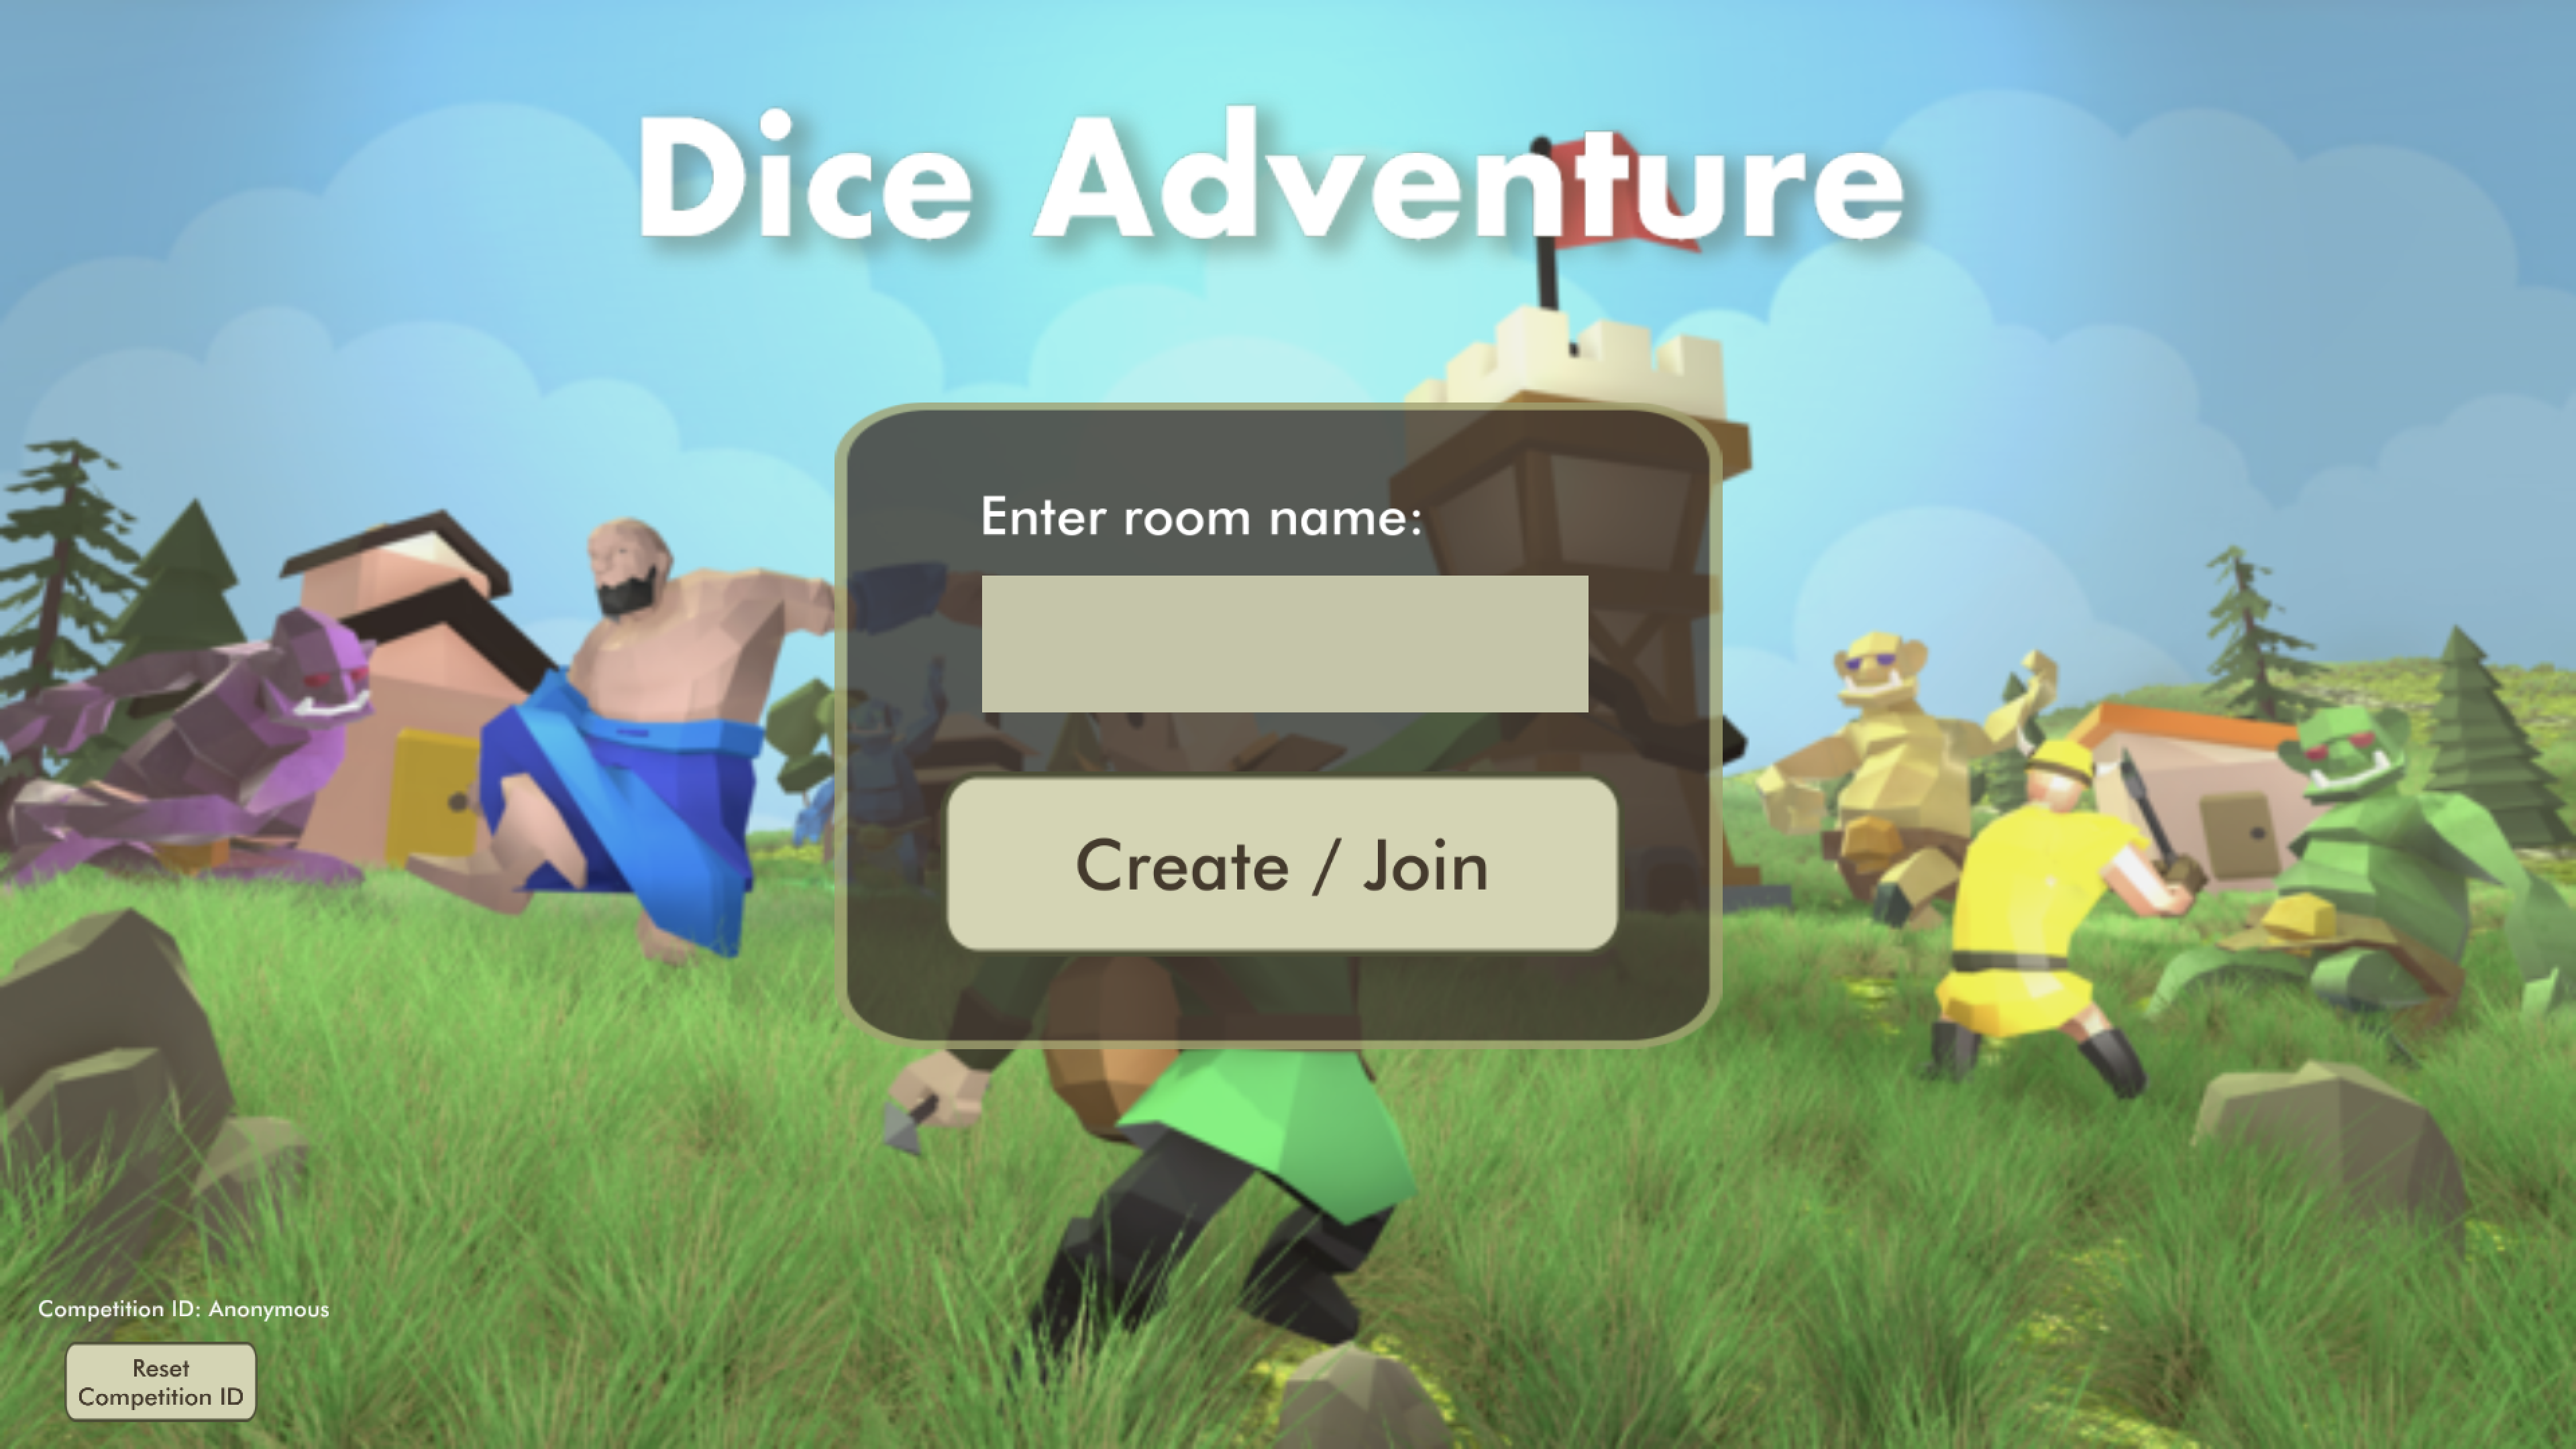 Dice Adventure
Enter room name:
Create / Join
Competition ID: Anonymous
Reset
Competition ID